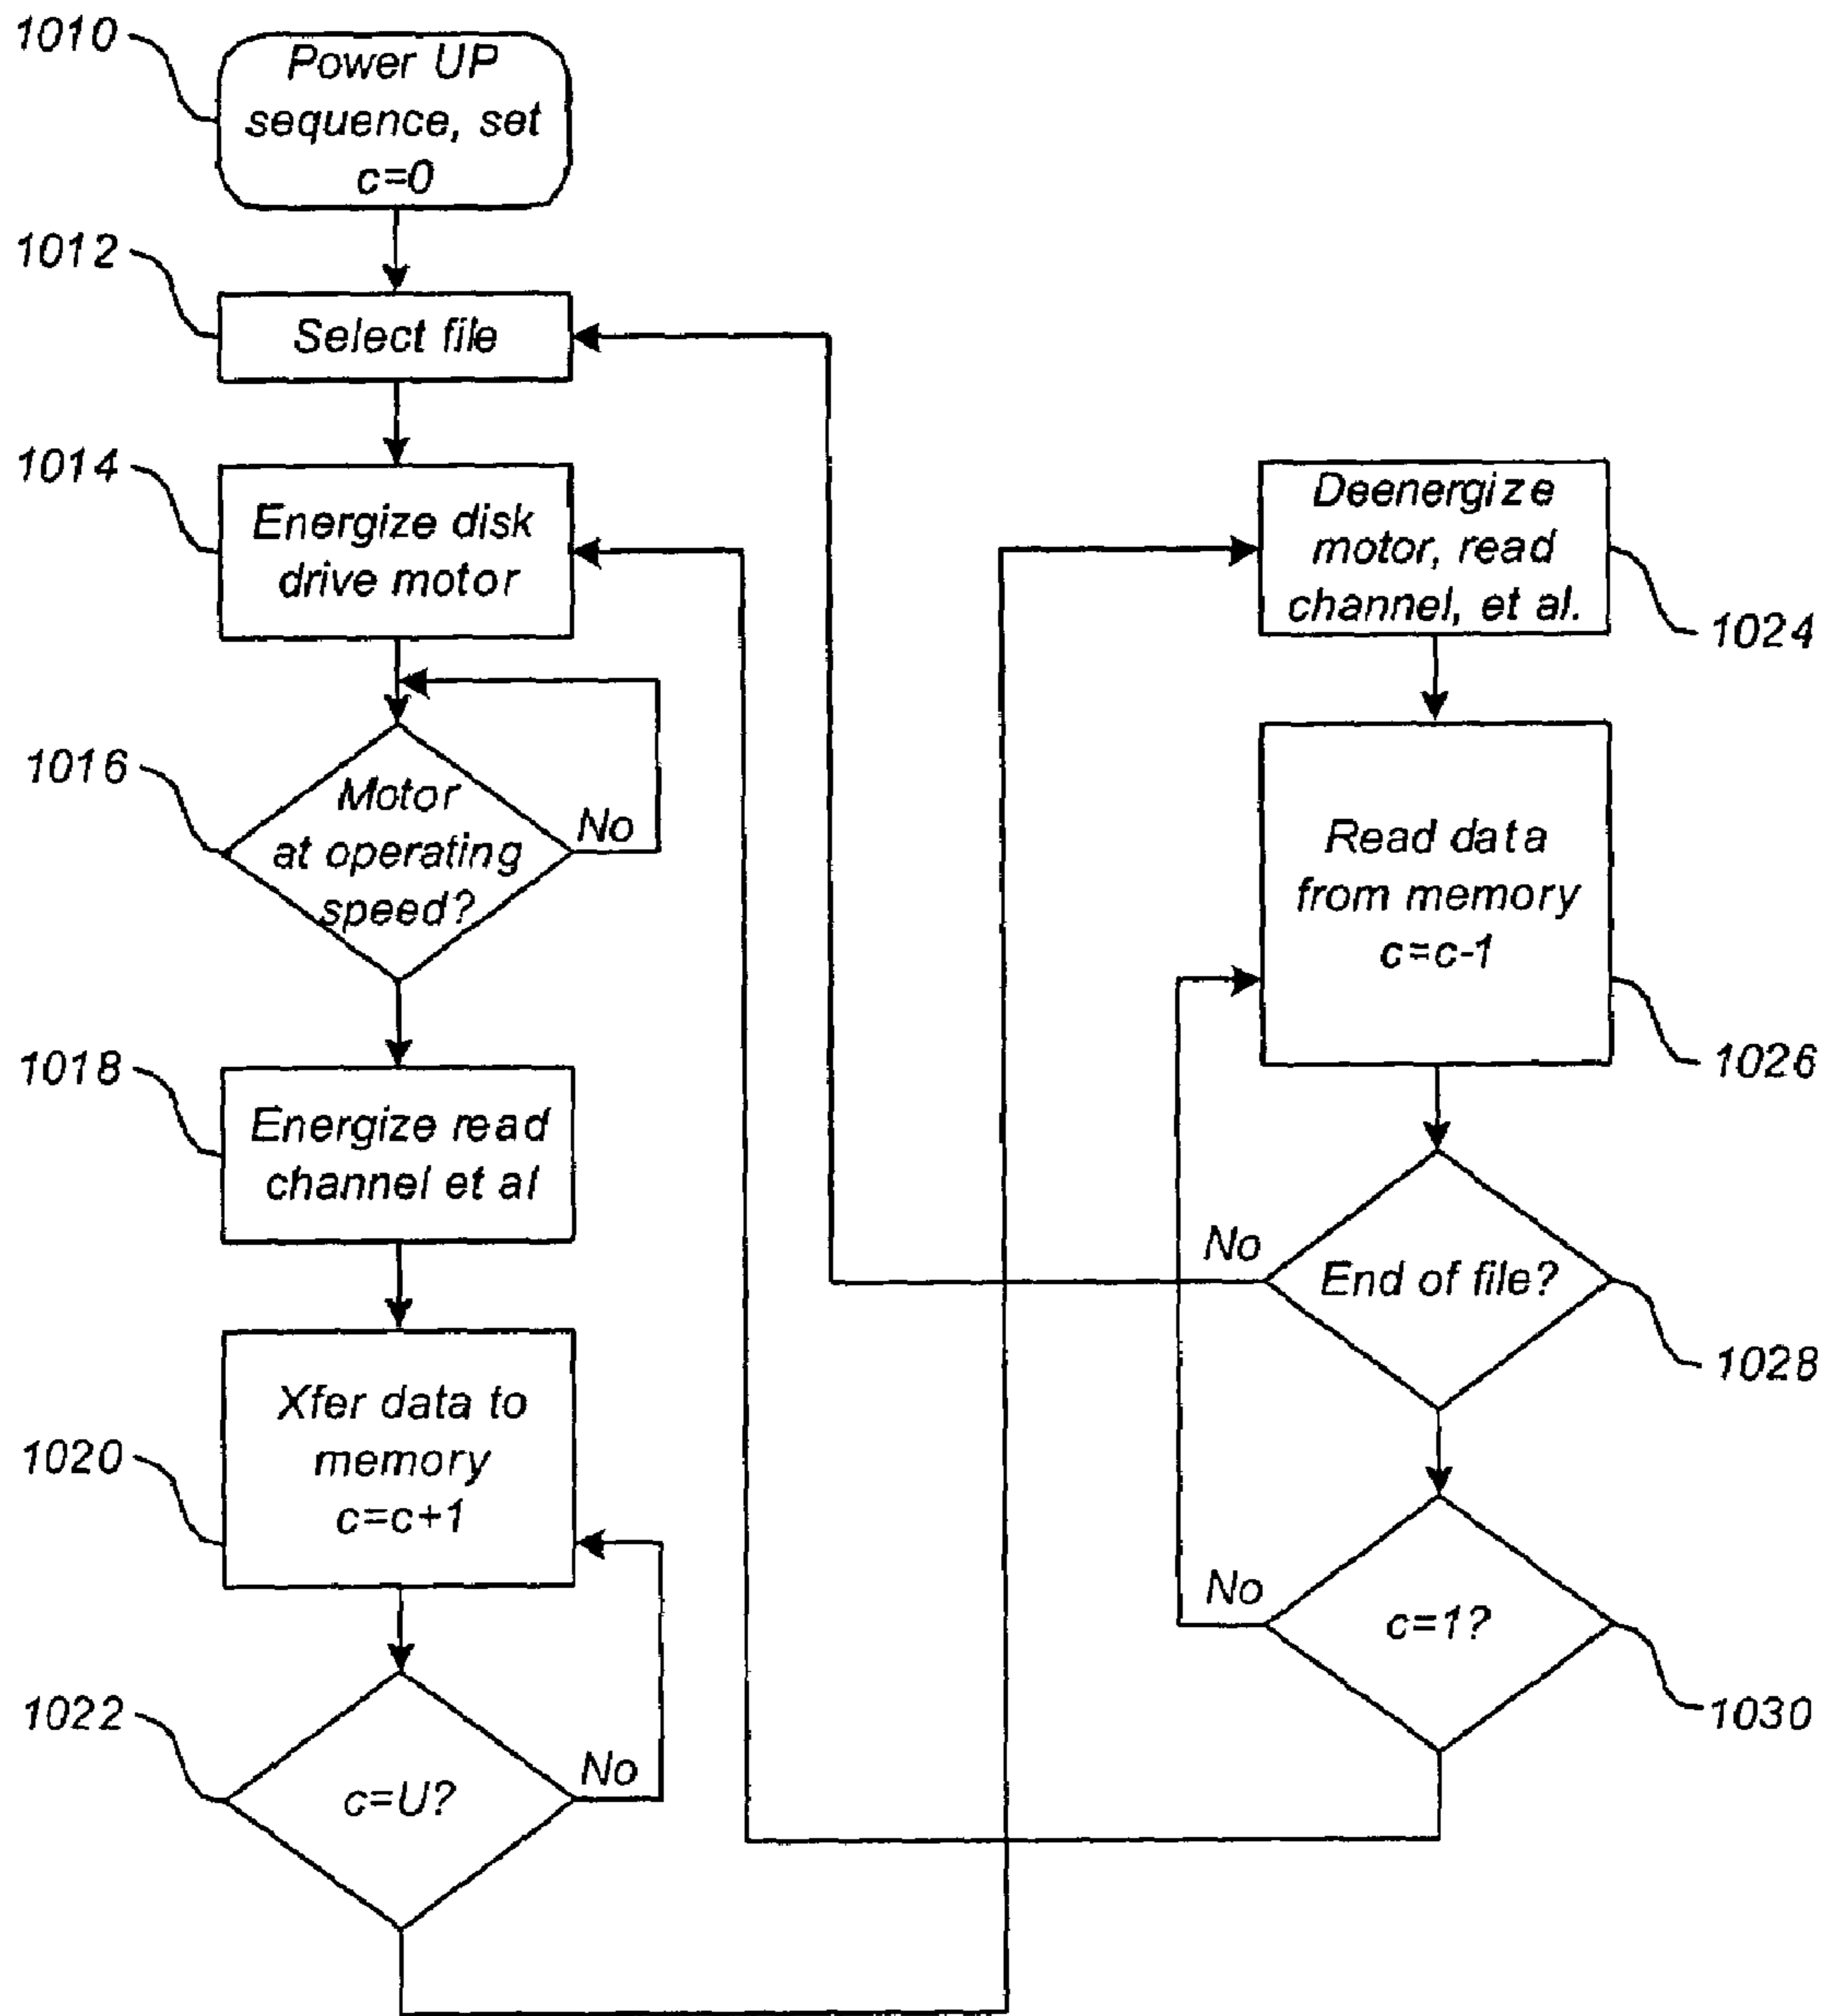 1010
Power UP
sequence, set
c=0
1012
Select file
1014
Energize disk
drive motor
1016
Motor
at operating
speed?
No
1018
Energize read
channel et al
1020
Xfer data to
memory
c=c+1
1022
c=U?
No
Deenergize
motor, read
channel, et al.
1024
Read data
from memory
c=c-1
1026
No
End of file?
1028
No
c=1?
1030